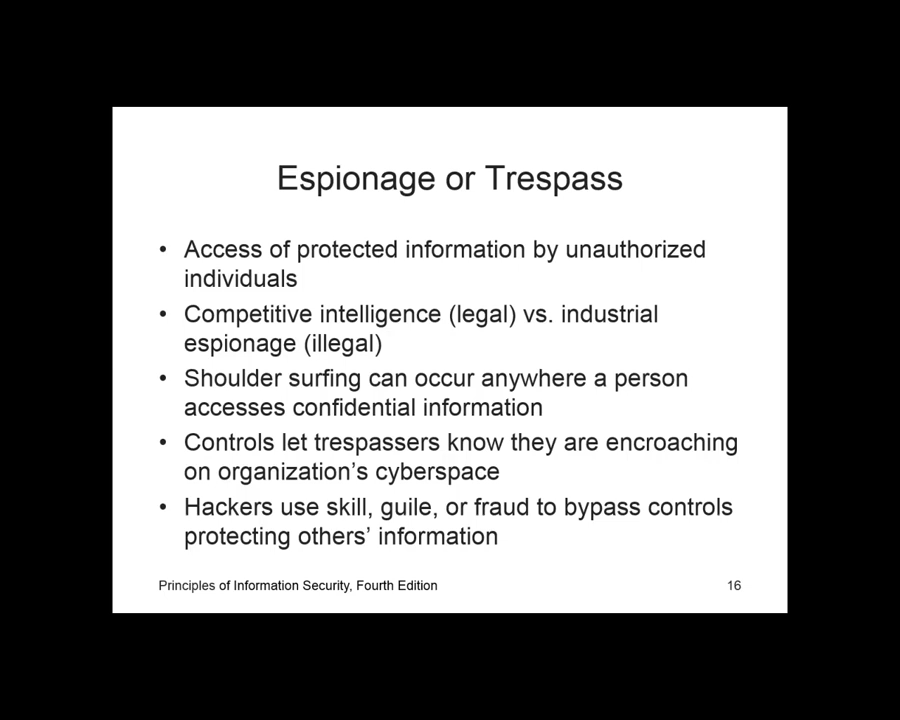 Espionage or Trespass
• Access of protected information by unauthorized
individuals
• Competitive intelligence (legal) vs. industrial
espionage (illegal)
• Shoulder surfing can occur anywhere a person
accesses confidential information
• Controls let trespassers know they are encroaching
on organization’s cyberspace
• Hackers use skill, guile, or fraud to bypass controls
protecting others’ information
Principles of Information Security, Fourth Edition 16